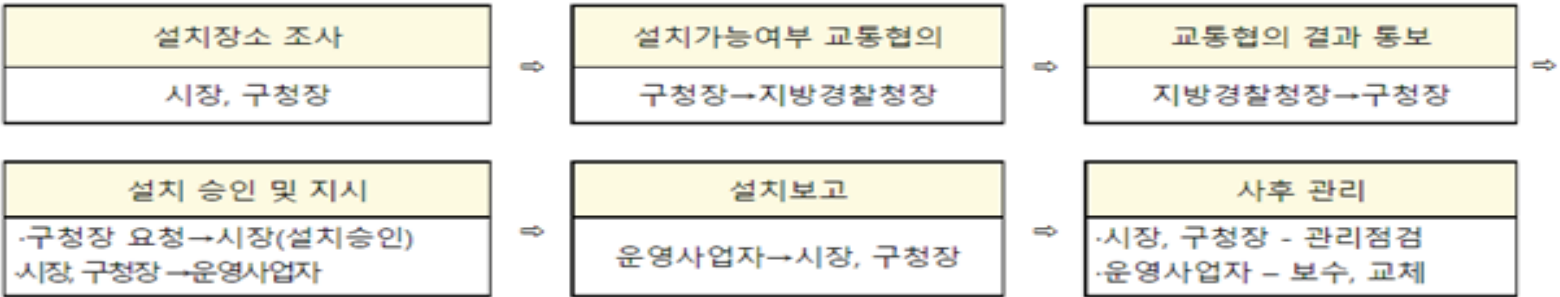 설치장소 조사
시장, 구청장
⇨
설치가능여부 교통협의
구청장→지방경찰청장
⇨
교통협의 결과 통보
지방경찰청장→구청장
⇨
설치 승인 및 지시
·구청장 요청→시장(설치승인)
·시장, 구청장→운영사업자
⇨
설치보고
운영사업자→시장, 구청장
⇨
사후 관리
·시장, 구청장 - 관리점검
·운영사업자 – 보수, 교체